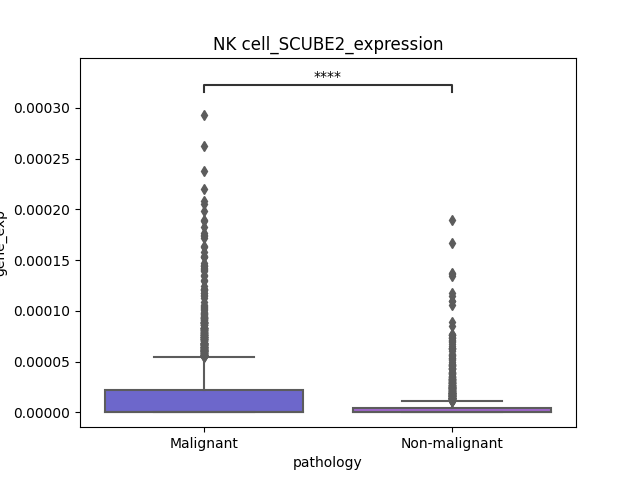 NK cell_SCUBE2_expression
****
0.00030
0.00025
0.00020
0.00015
0.00010
0.00005
0.00000
gene_exp
Malignant
Non-malignant
pathology